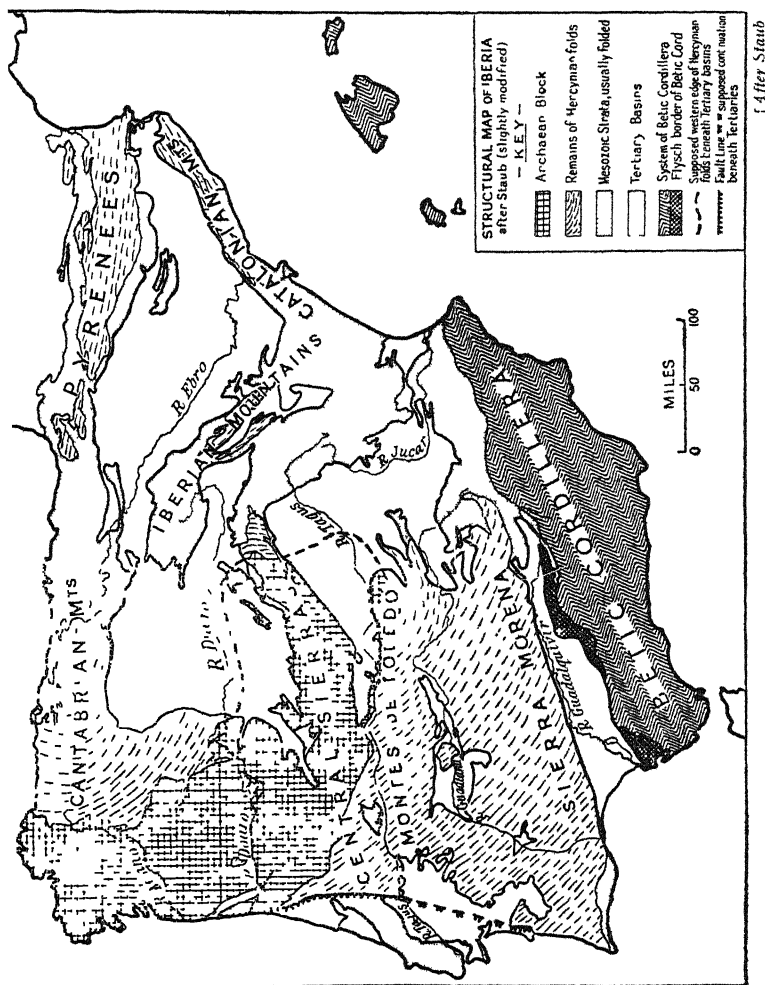 STRUCTURAL MAP OF IBERIA
after Staub (slightly modified)
— KEY —
Archaean Block
Remains of Hercynian folds
Mesozoic Strata, usually folded
Tertiary Basins
System of Betic Cordillera
Flysch border of Betic Cord
Supposed western edge of Hercynian
folds beneath Tertiary basins
Fault Line supposed continuation
beneath Tertiaries
[After Staub
PYRENEES
CATALONIAN MTS
R Ebro
IBERIAN MOUNTAINS
CANTABRIAN MTS
R Duero
Douro
CENTRAL SIERRAS
R Tagus
R Jucar
MONTES DE TOLEDO
Guadiana
SIERRA MORENA
R Guadalquivir
BETIC CORDILLERA
MILES
0 50 100